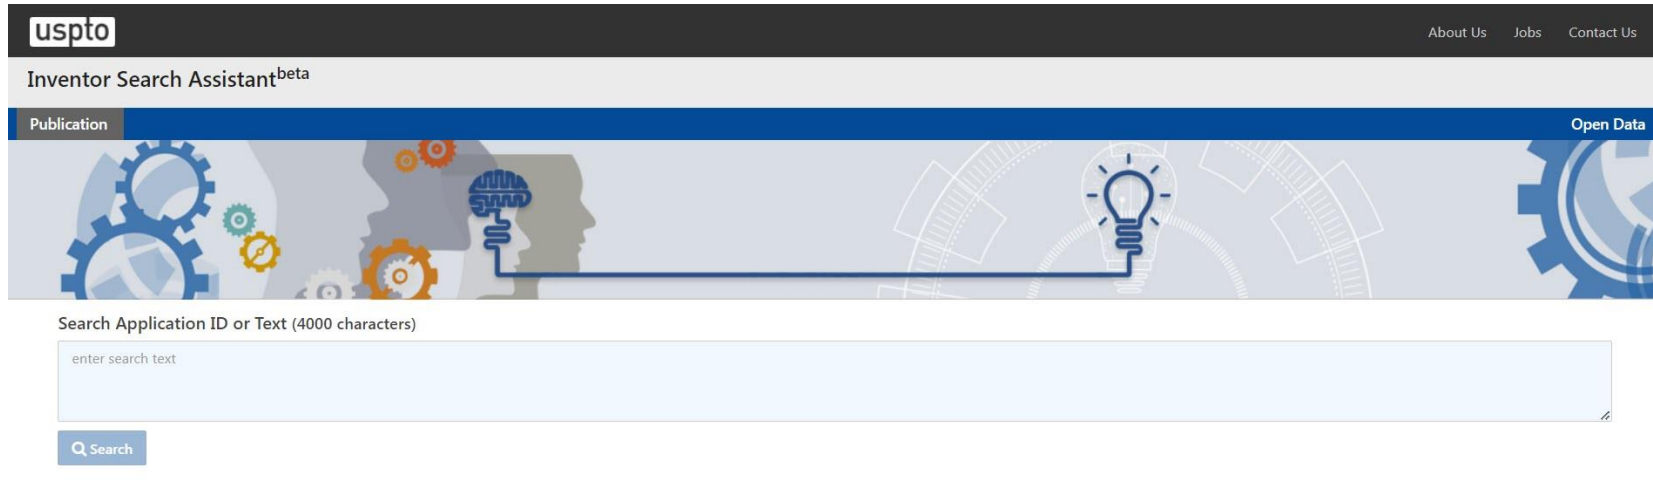 uspto
About Us Jobs Contact Us
Inventor Search Assistantbeta
Publication
Open Data
Search Application ID or Text (4000 characters)
enter search text
Search